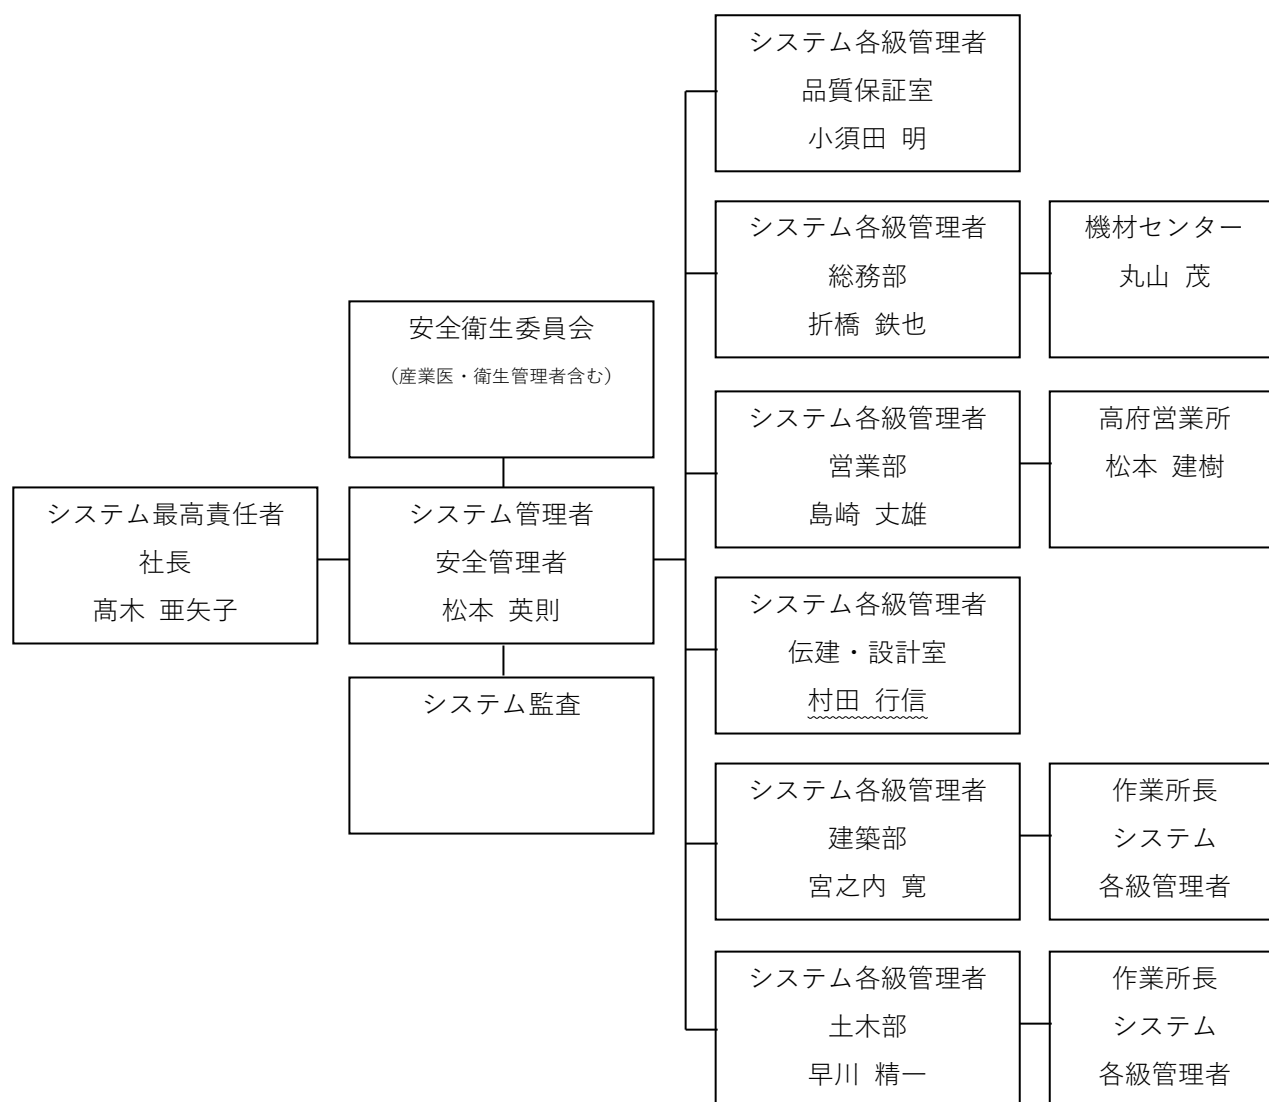 システム各級管理者
品質保証室
小須田 明
システム各級管理者
総務部
折橋 鉄也
機材センター
丸山 茂
安全衛生委員会
（産業医・衛生管理者含む）
システム各級管理者
営業部
島崎 丈雄
高府営業所
松本 建樹
システム最高責任者
社長
髙木 亜矢子
システム管理者
安全管理者
松本 英則
システム監査
システム各級管理者
伝建・設計室
村田 行信
システム各級管理者
建築部
宮之内 寛
作業所長
システム
各級管理者
システム各級管理者
土木部
早川 精一
作業所長
システム
各級管理者